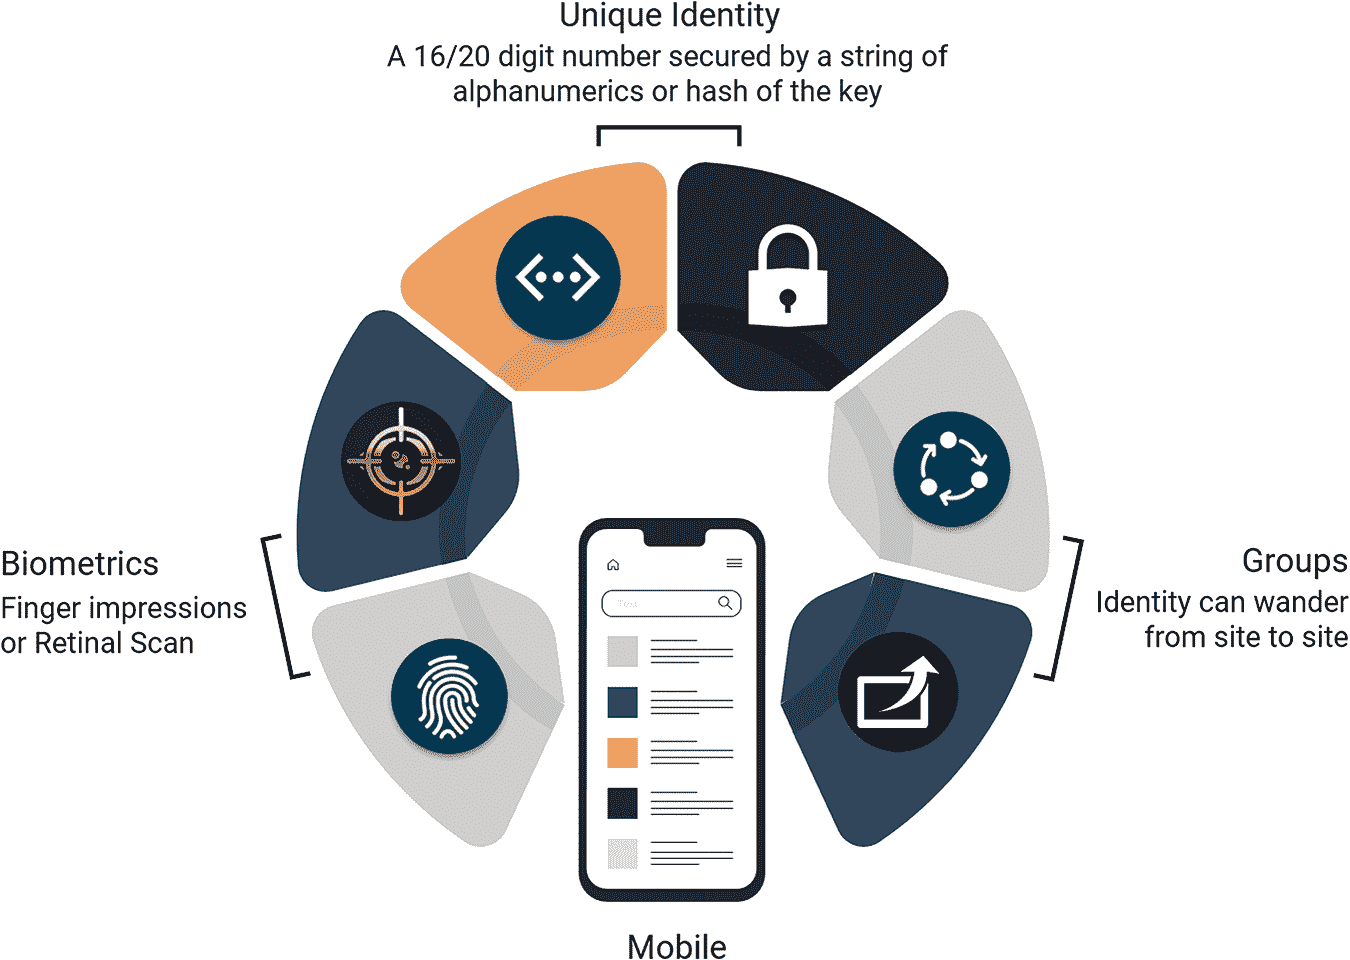 Unique Identity
A 16/20 digit number secured by a string of
alphanumerics or hash of the key
Biometrics
Finger impressions
or Retinal Scan
Groups
Identity can wander
from site to site
Text
Mobile